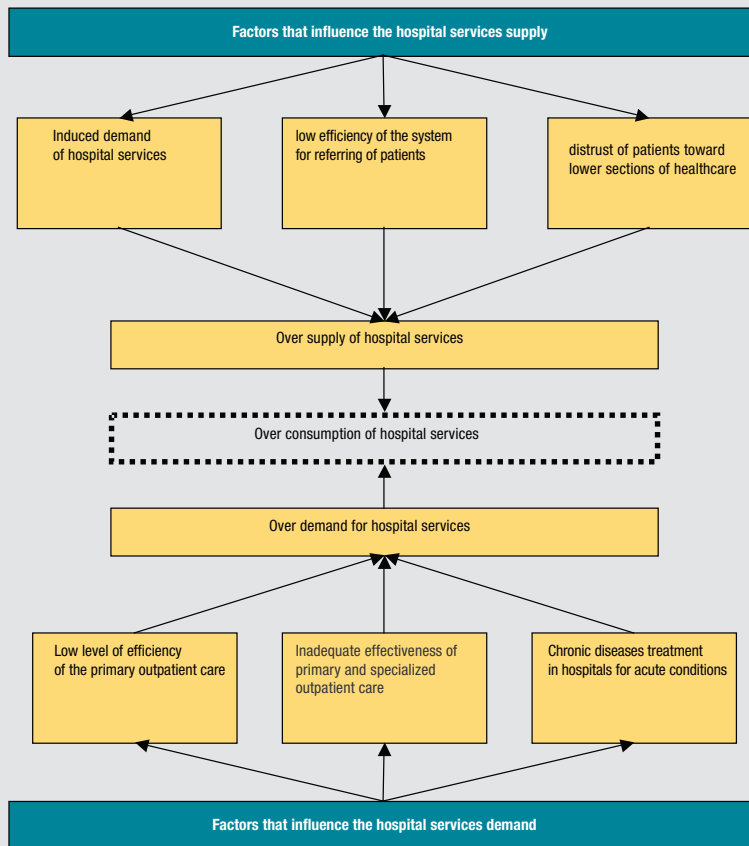 Factors that influence the hospital services supply
Induced demand
of hospital services
low efficiency of the system
for referring of patients
distrust of patients toward
lower sections of healthcare
Over supply of hospital services
Over consumption of hospital services
Over demand for hospital services
Low level of efficiency
of the primary outpatient care
Inadequate effectiveness of
primary and specialized
outpatient care
Chronic diseases treatment
in hospitals for acute conditions
Factors that influence the hospital services demand